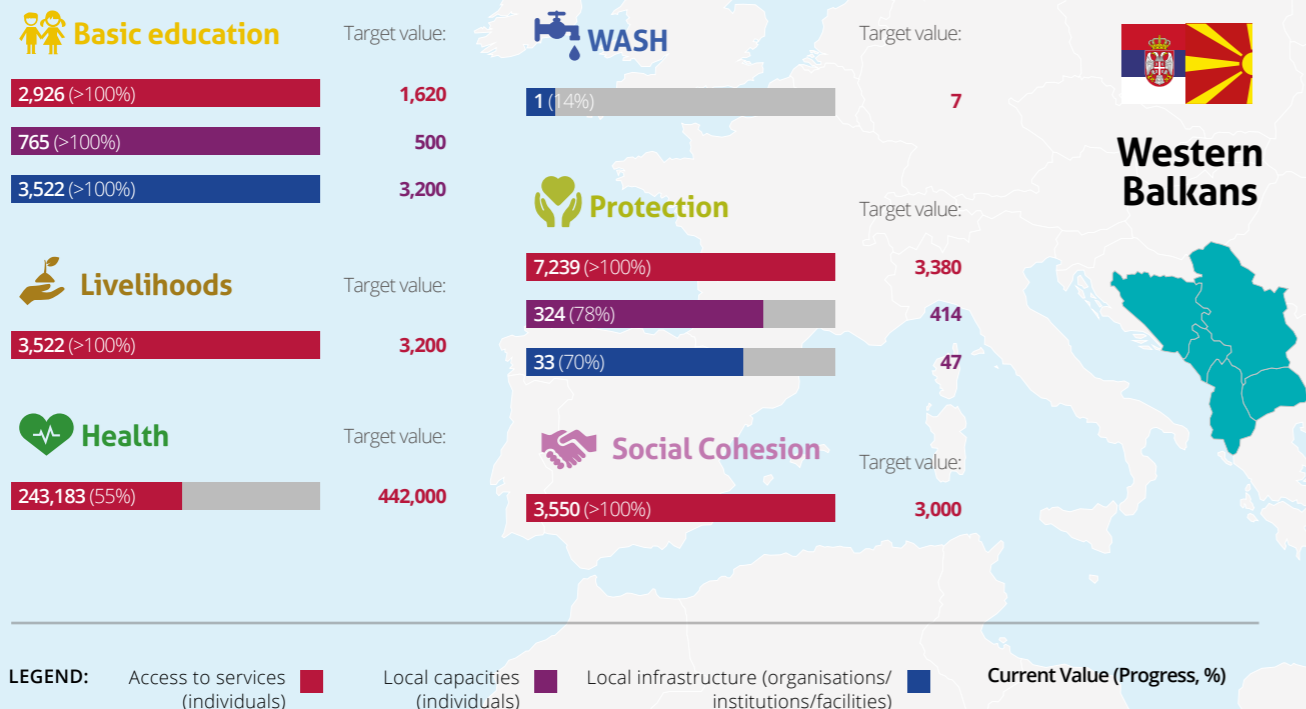 Basic education
Target value:
2,926 (>100%)
1,620
765 (>100%)
500
3,522 (>100%)
3,200
Livelihoods
Target value:
3,522 (>100%)
3,200
Health
Target value:
243,183 (55%)
442,000
WASH
Target value:
1 (14%)
7
Protection
Target value:
7,239 (>100%)
3,380
324 (78%)
414
33 (70%)
47
Social Cohesion
Target value:
3,550 (>100%)
3,000
Western
Balkans
LEGEND:
Access to services
(individuals)
Local capacities
(individuals)
Local infrastructure (organisations/
institutions/facilities)
Current Value (Progress, %)